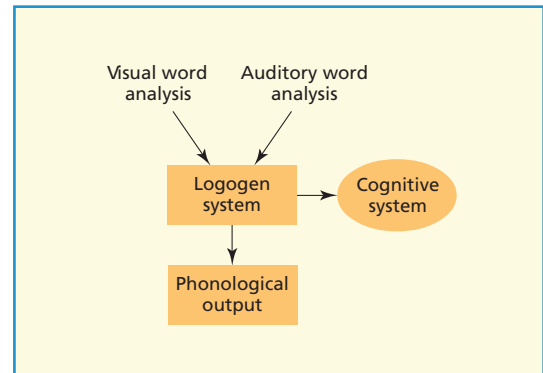 Visual word
analysis
Auditory word
analysis
Logogen
system
Cognitive
system
Phonological
output